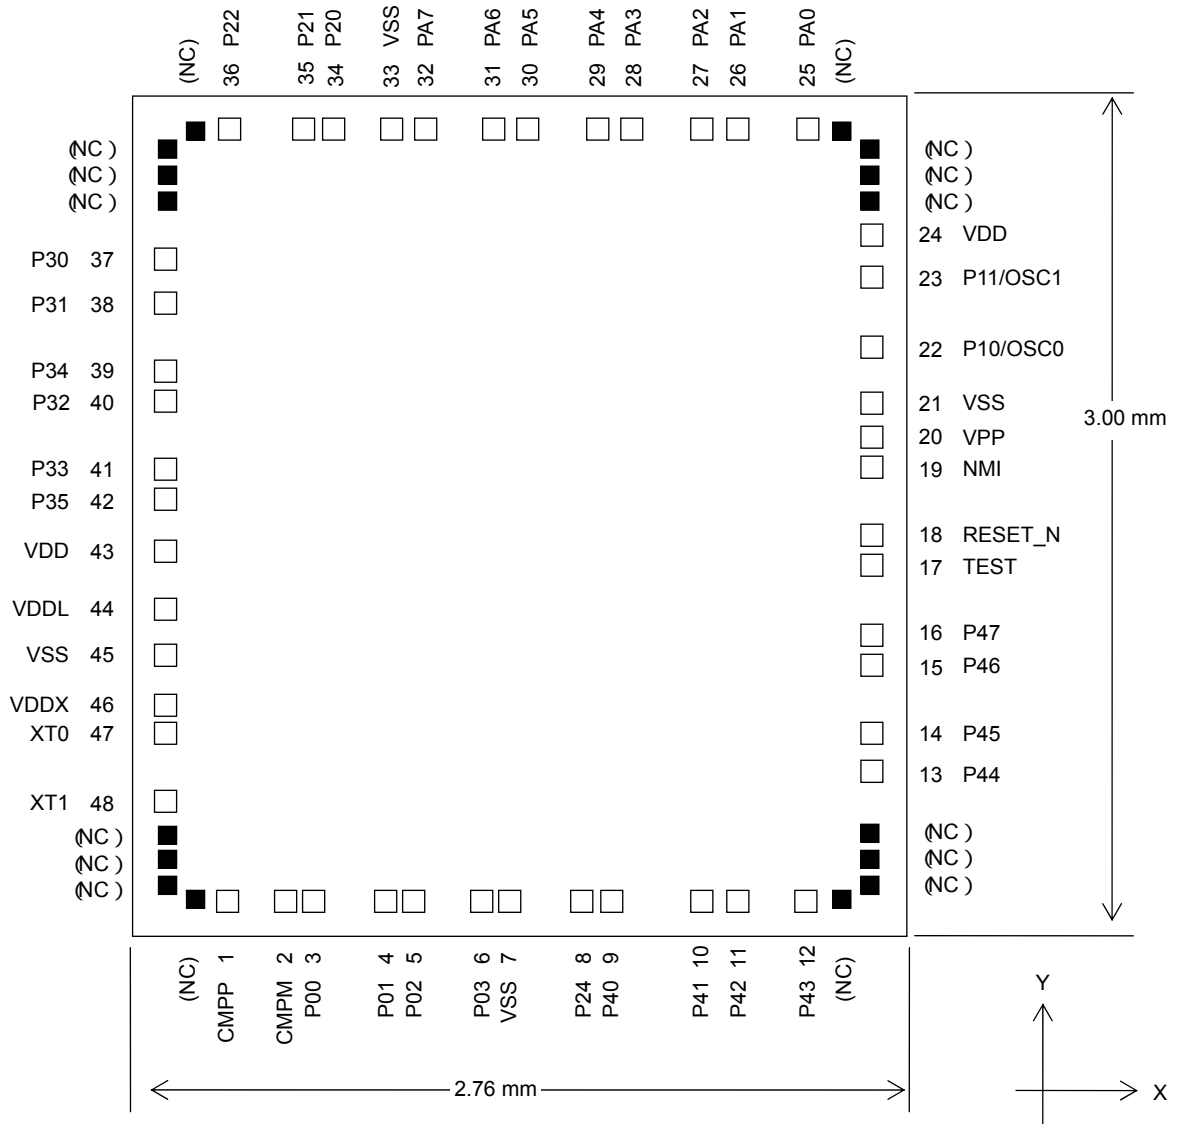 (NC)
36 P22
35 P21
34 P20
33 VSS
32 PA7
31 PA6
30 PA5
29 PA4
28 PA3
27 PA2
26 PA1
25 PA0
(NC)
(NC)
(NC)
(NC)
P30 37
P31 38
P34 39
P32 40
P33 41
P35 42
VDD 43
VDDL 44
VSS 45
VDDX 46
XT0 47
XT1 48
(NC)
(NC)
(NC)
(NC)
(NC)
(NC)
24 VDD
23 P11/OSC1
22 P10/OSC0
21 VSS
20 VPP
19 NMI
18 RESET_N
17 TEST
16 P47
15 P46
14 P45
13 P44
(NC)
(NC)
(NC)
3.00 mm
(NC)
CMPP 1
CMPM 2
P00 3
P01 4
P02 5
P03 6
VSS 7
P24 8
P40 9
P41 10
P42 11
P43 12
(NC)
2.76 mm
Y
X